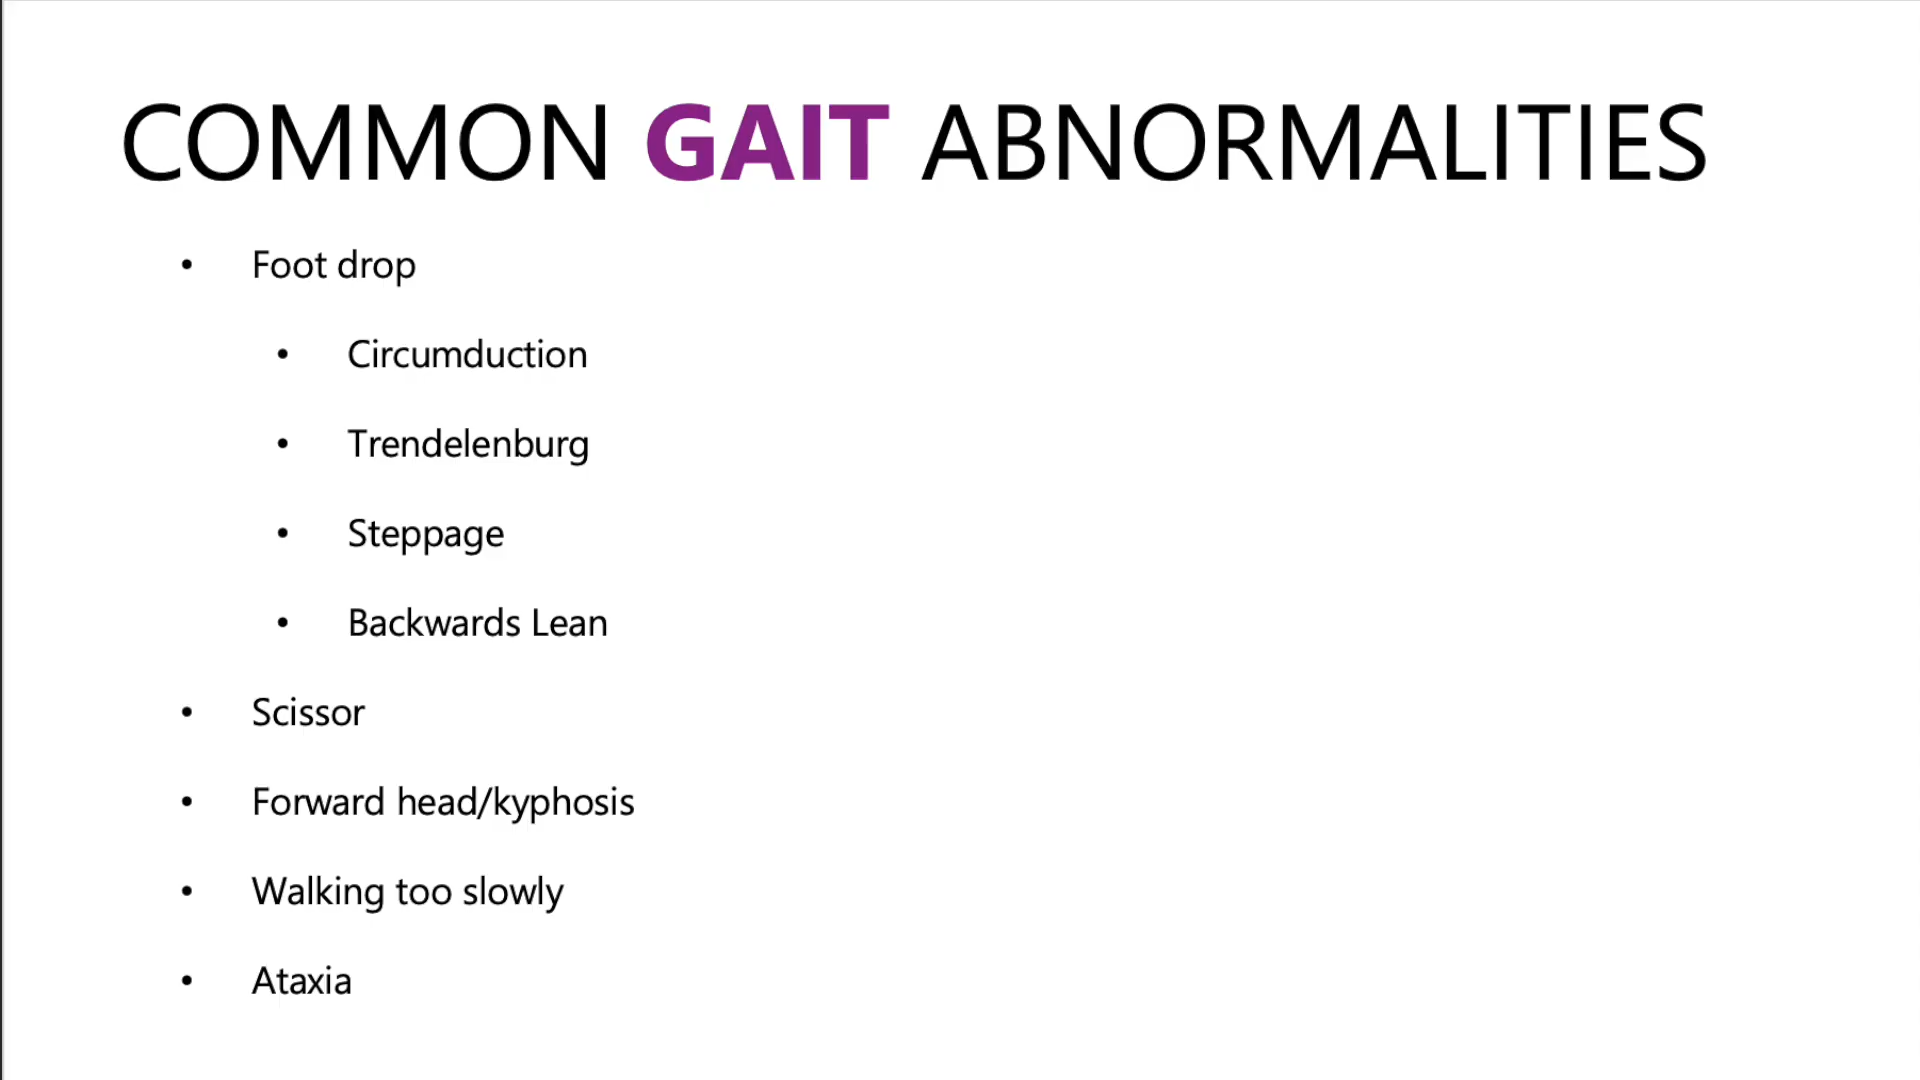 COMMON GAIT ABNORMALITIES
• Foot drop
• Circumduction
• Trendelenburg
• Steppage
• Backwards Lean
• Scissor
• Forward head/kyphosis
• Walking too slowly
• Ataxia